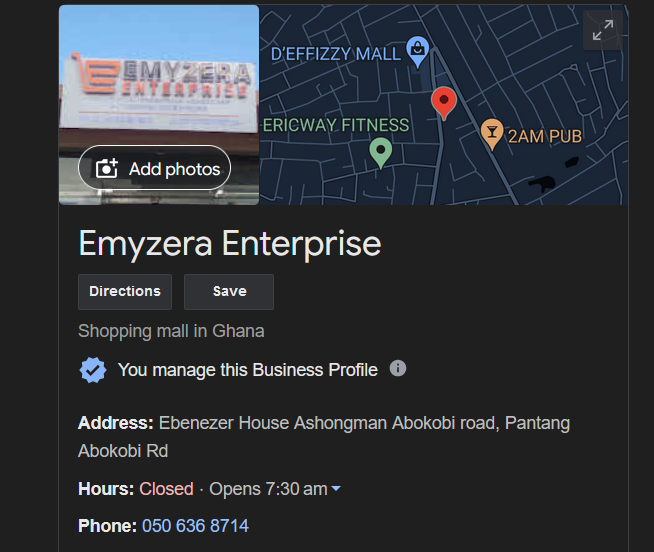 EMYZERA
ENTERPRISE
Add photos
D'EFFIZZY MALL
ERICWAY FITNESS
2AM PUB
Emyzera Enterprise
Directions
Save
Shopping mall in Ghana
You manage this Business Profile
Address: Ebenezer House Ashongman Abokobi road, Pantang
Abokobi Rd
Hours: Closed · Opens 7:30 am
Phone: 050 636 8714